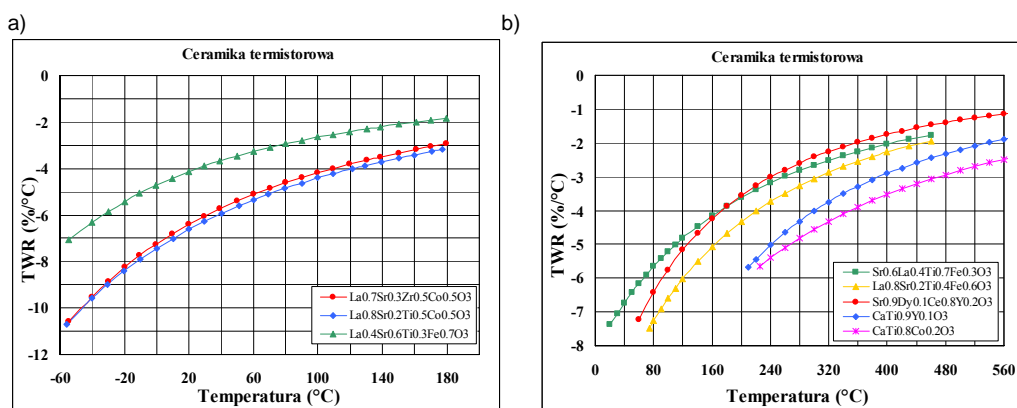 a)
Ceramika termistorowa
0
-2
-4
-6
-8
-10
-12
TWR (%/°C)
-60 -20 20 60 100 140 180
Temperatura (°C)
La0.7Sr0.3Zr0.5Co0.5O3
La0.8Sr0.2Ti0.5Co0.5O3
La0.4Sr0.6Ti0.3Fe0.7O3
b)
Ceramika termistorowa
0
-1
-2
-3
-4
-5
-6
-7
-8
TWR (%/°C)
0 80 160 240 320 400 480 560
Temperatura (°C)
Sr0.6La0.4Ti0.7Fe0.3O3
La0.8Sr0.2Ti0.4Fe0.6O3
Sr0.9Dy0.1Ce0.8Y0.2O3
CaTi0.9Y0.1O3
CaTi0.8Co0.2O3